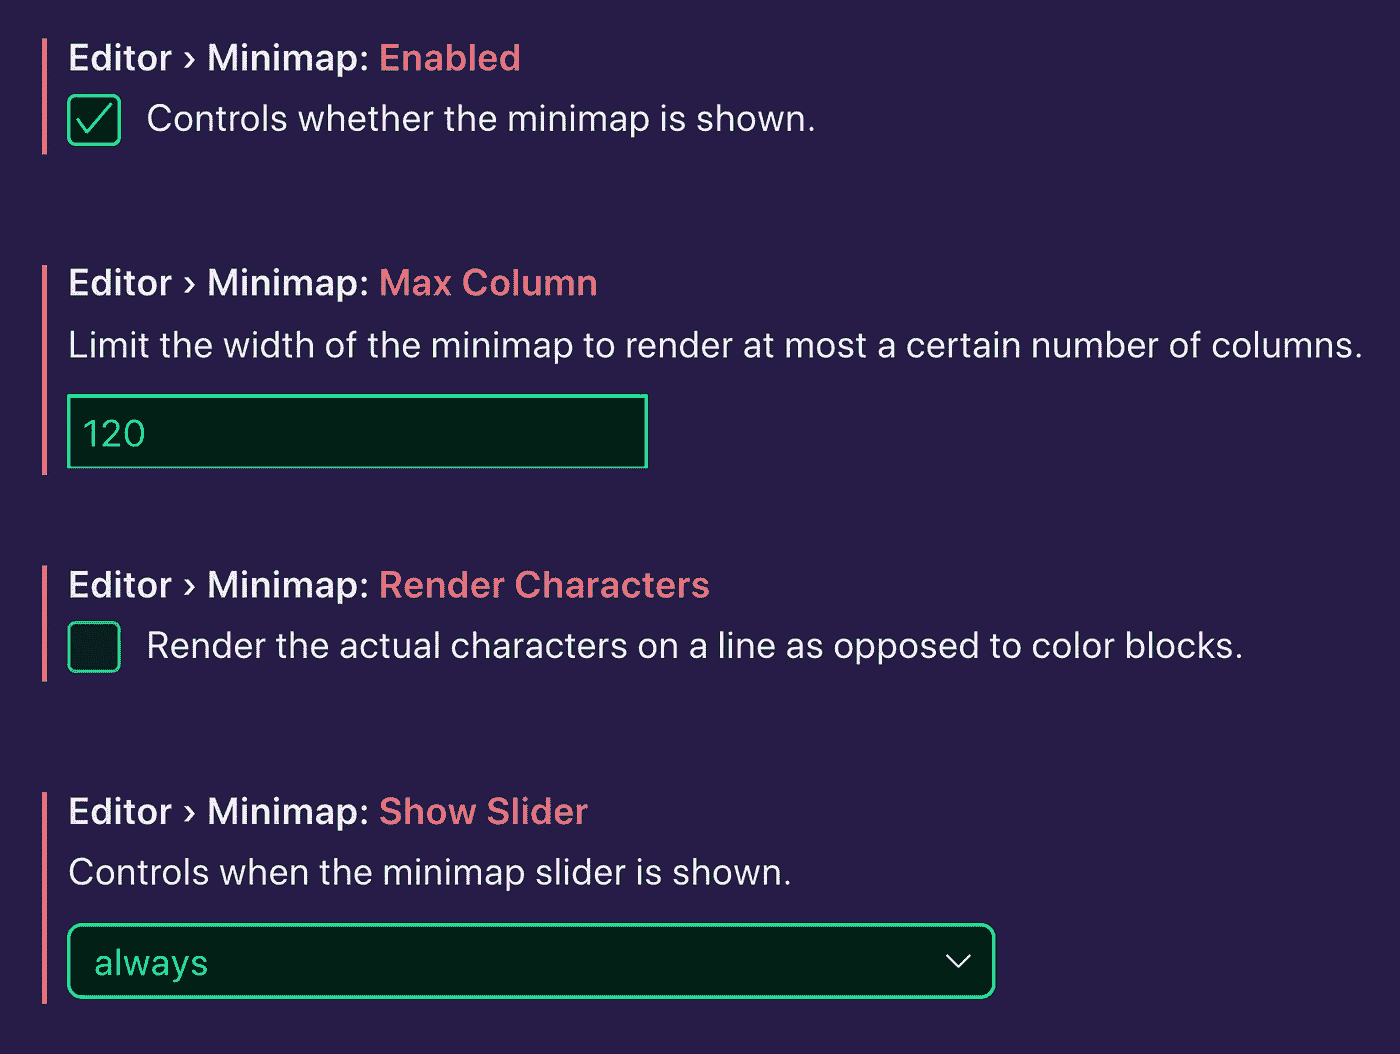 Editor › Minimap: Enabled
Controls whether the minimap is shown.
Editor › Minimap: Max Column
Limit the width of the minimap to render at most a certain number of columns.
120
Editor › Minimap: Render Characters
Render the actual characters on a line as opposed to color blocks.
Editor › Minimap: Show Slider
Controls when the minimap slider is shown.
always